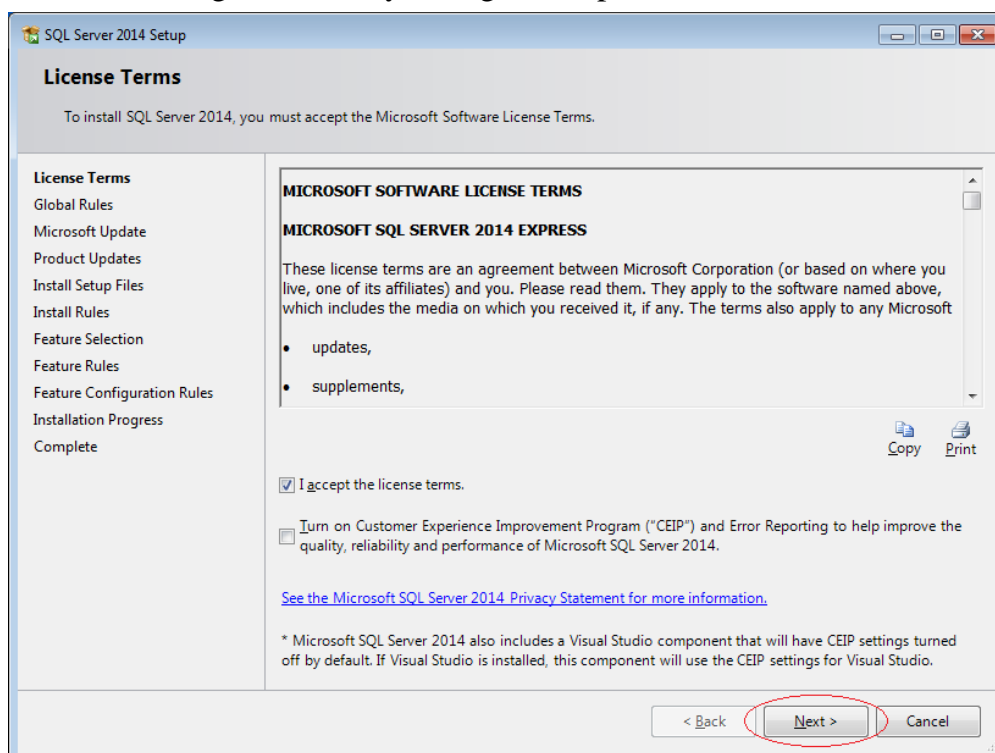 SQL Server 2014 Setup
License Terms
To install SQL Server 2014, you must accept the Microsoft Software License Terms.
License Terms
Global Rules
Microsoft Update
Product Updates
Install Setup Files
Install Rules
Feature Selection
Feature Rules
Feature Configuration Rules
Installation Progress
Complete
MICROSOFT SOFTWARE LICENSE TERMS
MICROSOFT SQL SERVER 2014 EXPRESS
These license terms are an agreement between Microsoft Corporation (or based on where you
live, one of its affiliates) and you. Please read them. They apply to the software named above,
which includes the media on which you received it, if any. The terms also apply to any Microsoft
• updates,
• supplements,
Copy Print
I accept the license terms.
Turn on Customer Experience Improvement Program ("CEIP") and Error Reporting to help improve the
quality, reliability and performance of Microsoft SQL Server 2014.
See the Microsoft SQL Server 2014 Privacy Statement for more information.
* Microsoft SQL Server 2014 also includes a Visual Studio component that will have CEIP settings turned
off by default. If Visual Studio is installed, this component will use the CEIP settings for Visual Studio.
< Back Next > Cancel